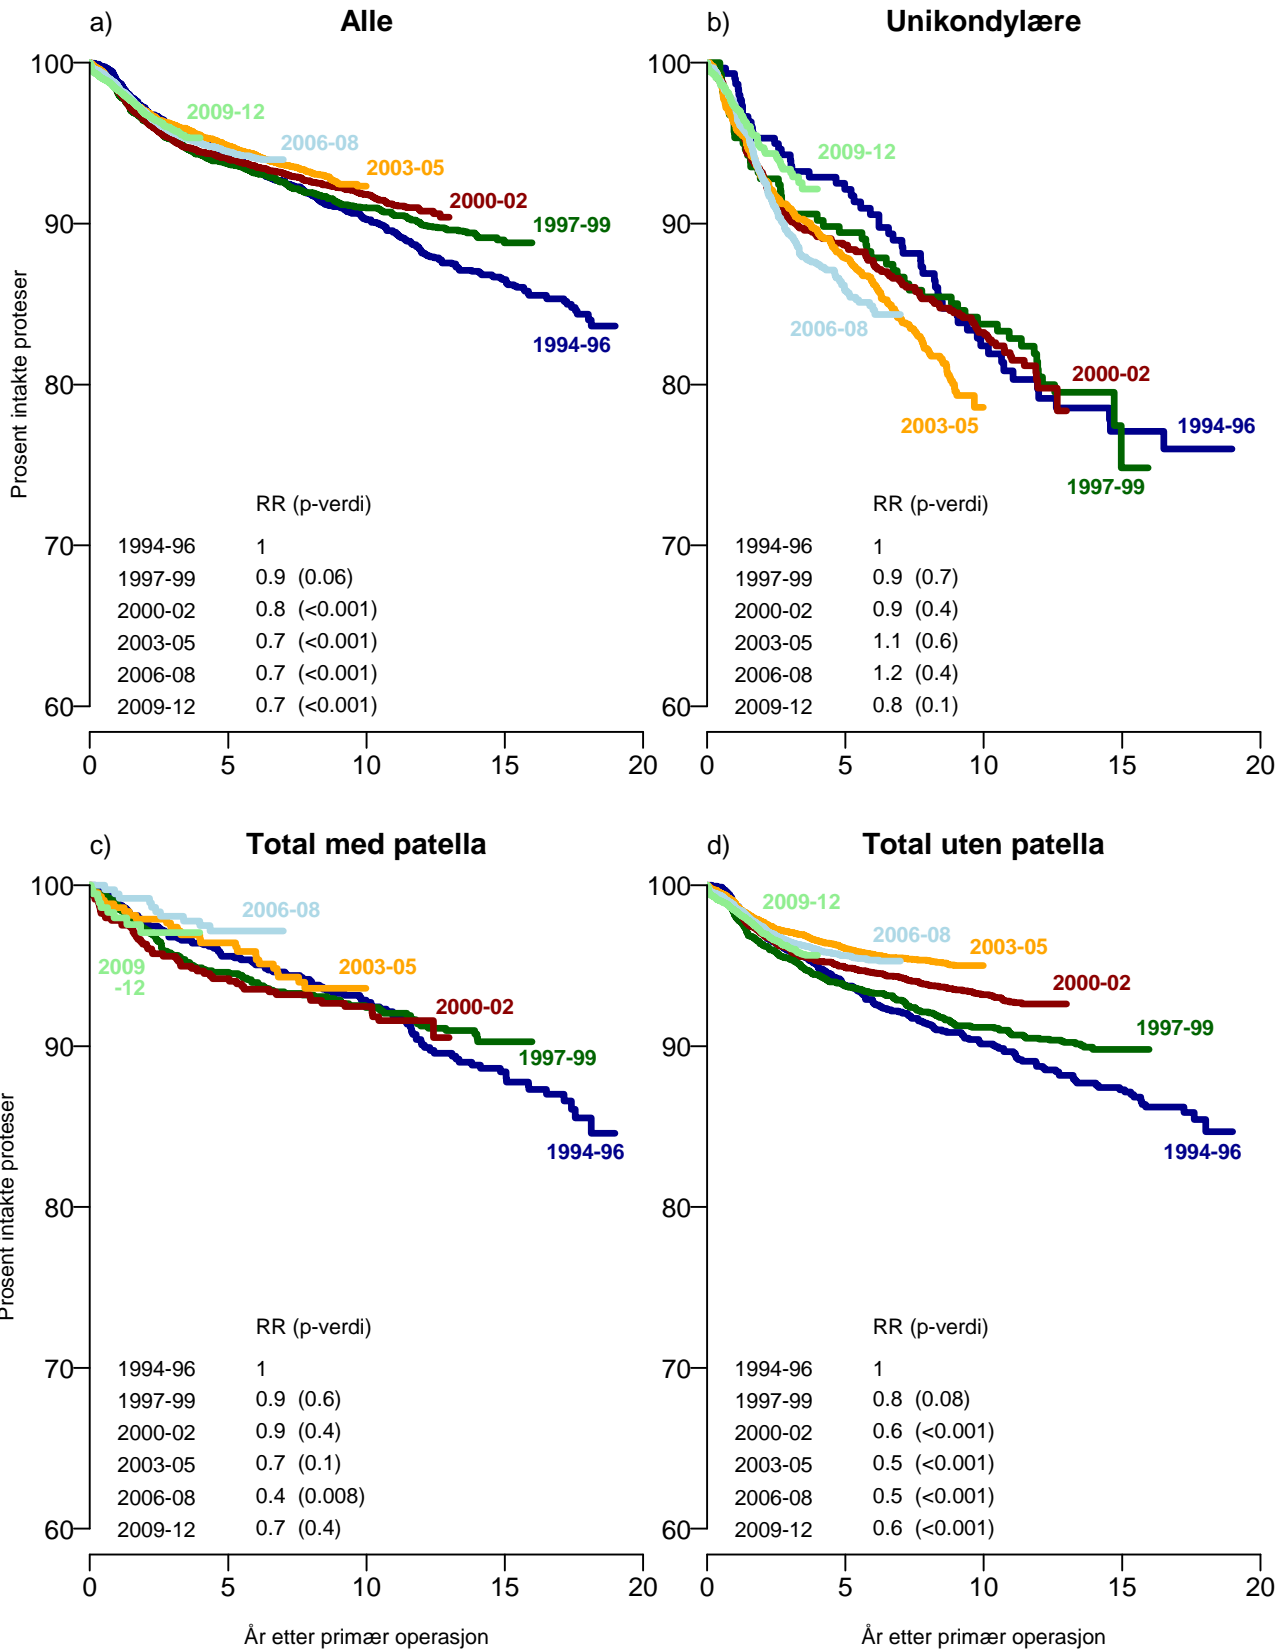 a) Alle
100
90
80
70
60
Prosent intakte proteser
2009-12
2006-08
2003-05
2000-02
1997-99
1994-96
RR (p-verdi)
1994-96 1
1997-99 0.9 (0.06)
2000-02 0.8 (<0.001)
2003-05 0.7 (<0.001)
2006-08 0.7 (<0.001)
2009-12 0.7 (<0.001)
0 5 10 15 20
b) Unikondylære
100
90
80
70
60
2009-12
2006-08
2003-05
2000-02
1994-96
1997-99
RR (p-verdi)
1994-96 1
1997-99 0.9 (0.7)
2000-02 0.9 (0.4)
2003-05 1.1 (0.6)
2006-08 1.2 (0.4)
2009-12 0.8 (0.1)
0 5 10 15 20
c) Total med patella
100
90
80
70
60
Prosent intakte proteser
2006-08
2009
-12
2003-05
2000-02
1997-99
1994-96
RR (p-verdi)
1994-96 1
1997-99 0.9 (0.6)
2000-02 0.9 (0.4)
2003-05 0.7 (0.1)
2006-08 0.4 (0.008)
2009-12 0.7 (0.4)
0 5 10 15 20
År etter primær operasjon
d) Total uten patella
100
90
80
70
60
2009-12
2006-08
2003-05
2000-02
1997-99
1994-96
RR (p-verdi)
1994-96 1
1997-99 0.8 (0.08)
2000-02 0.6 (<0.001)
2003-05 0.5 (<0.001)
2006-08 0.5 (<0.001)
2009-12 0.6 (<0.001)
0 5 10 15 20
År etter primær operasjon